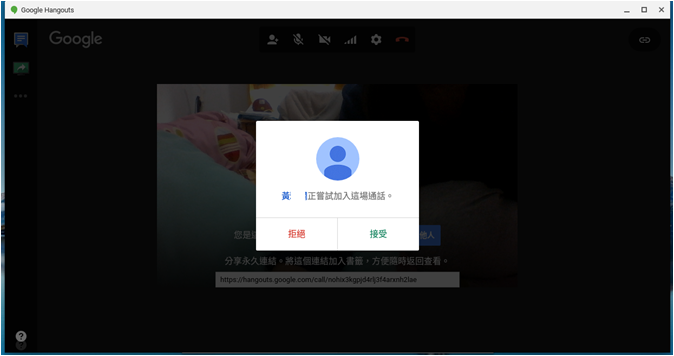 Google Hangouts
Google
黃
正嘗試加入這場通話。
拒絕
接受
您是
他人
分享永久連結。將這個連結加入書籤，方便隨時返回查看。
https://hangouts.google.com/call/